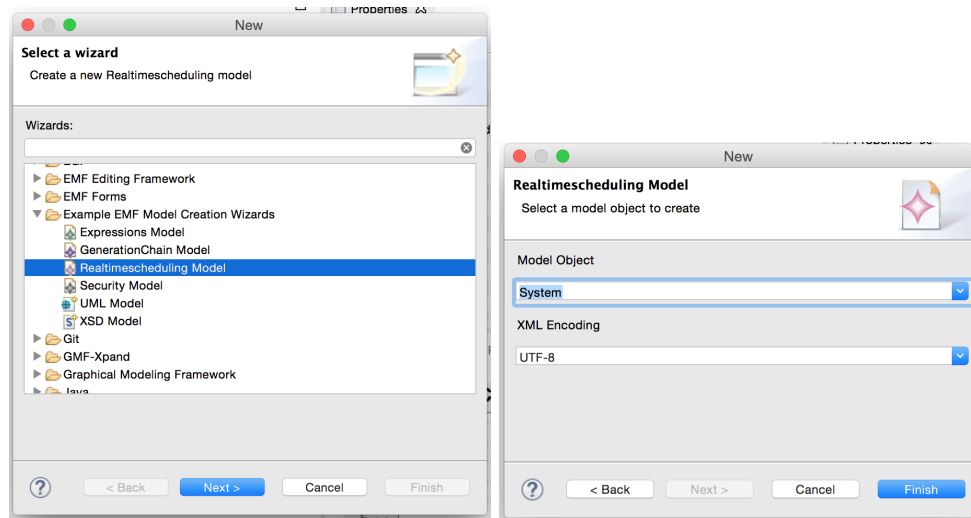 Properties
New
Select a wizard
Create a new Realtimescheduling model
Wizards:
EMF Editing Framework
EMF Forms
Example EMF Model Creation Wizards
Expressions Model
GenerationChain Model
Realtimescheduling Model
Security Model
UML Model
XSD Model
Git
GMF-Xpand
Graphical Modeling Framework
Java
? < Back Next > Cancel Finish
New
Realtimescheduling Model
Select a model object to create
Model Object
System
XML Encoding
UTF-8
? < Back Next > Cancel Finish